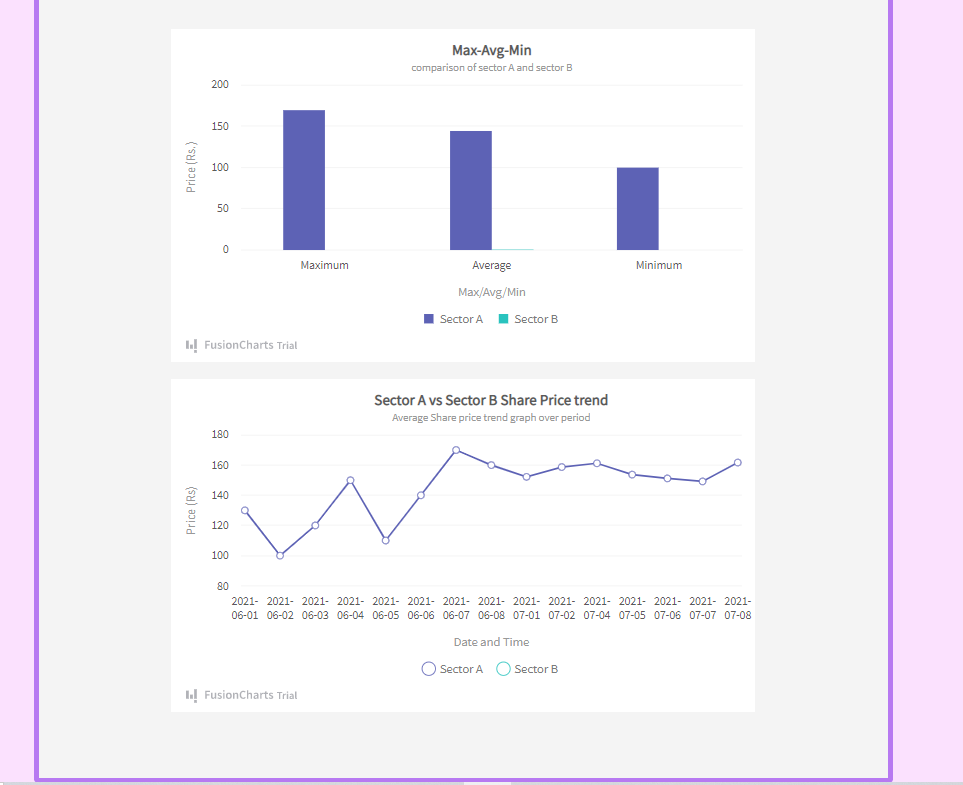 Max-Avg-Min
comparison of sector A and sector B
200
150
100
50
0
Price (Rs.)
Maximum Average Minimum
Max/Avg/Min
Sector A Sector B
FusionCharts Trial
Sector A vs Sector B Share Price trend
Average Share price trend graph over period
180
160
140
120
100
80
Price (Rs)
2021- 2021- 2021- 2021- 2021- 2021- 2021- 2021- 2021- 2021- 2021- 2021- 2021- 2021- 2021-
06-01 06-02 06-03 06-04 06-05 06-06 06-07 06-08 07-01 07-02 07-04 07-05 07-06 07-07 07-08
Date and Time
Sector A Sector B
FusionCharts Trial